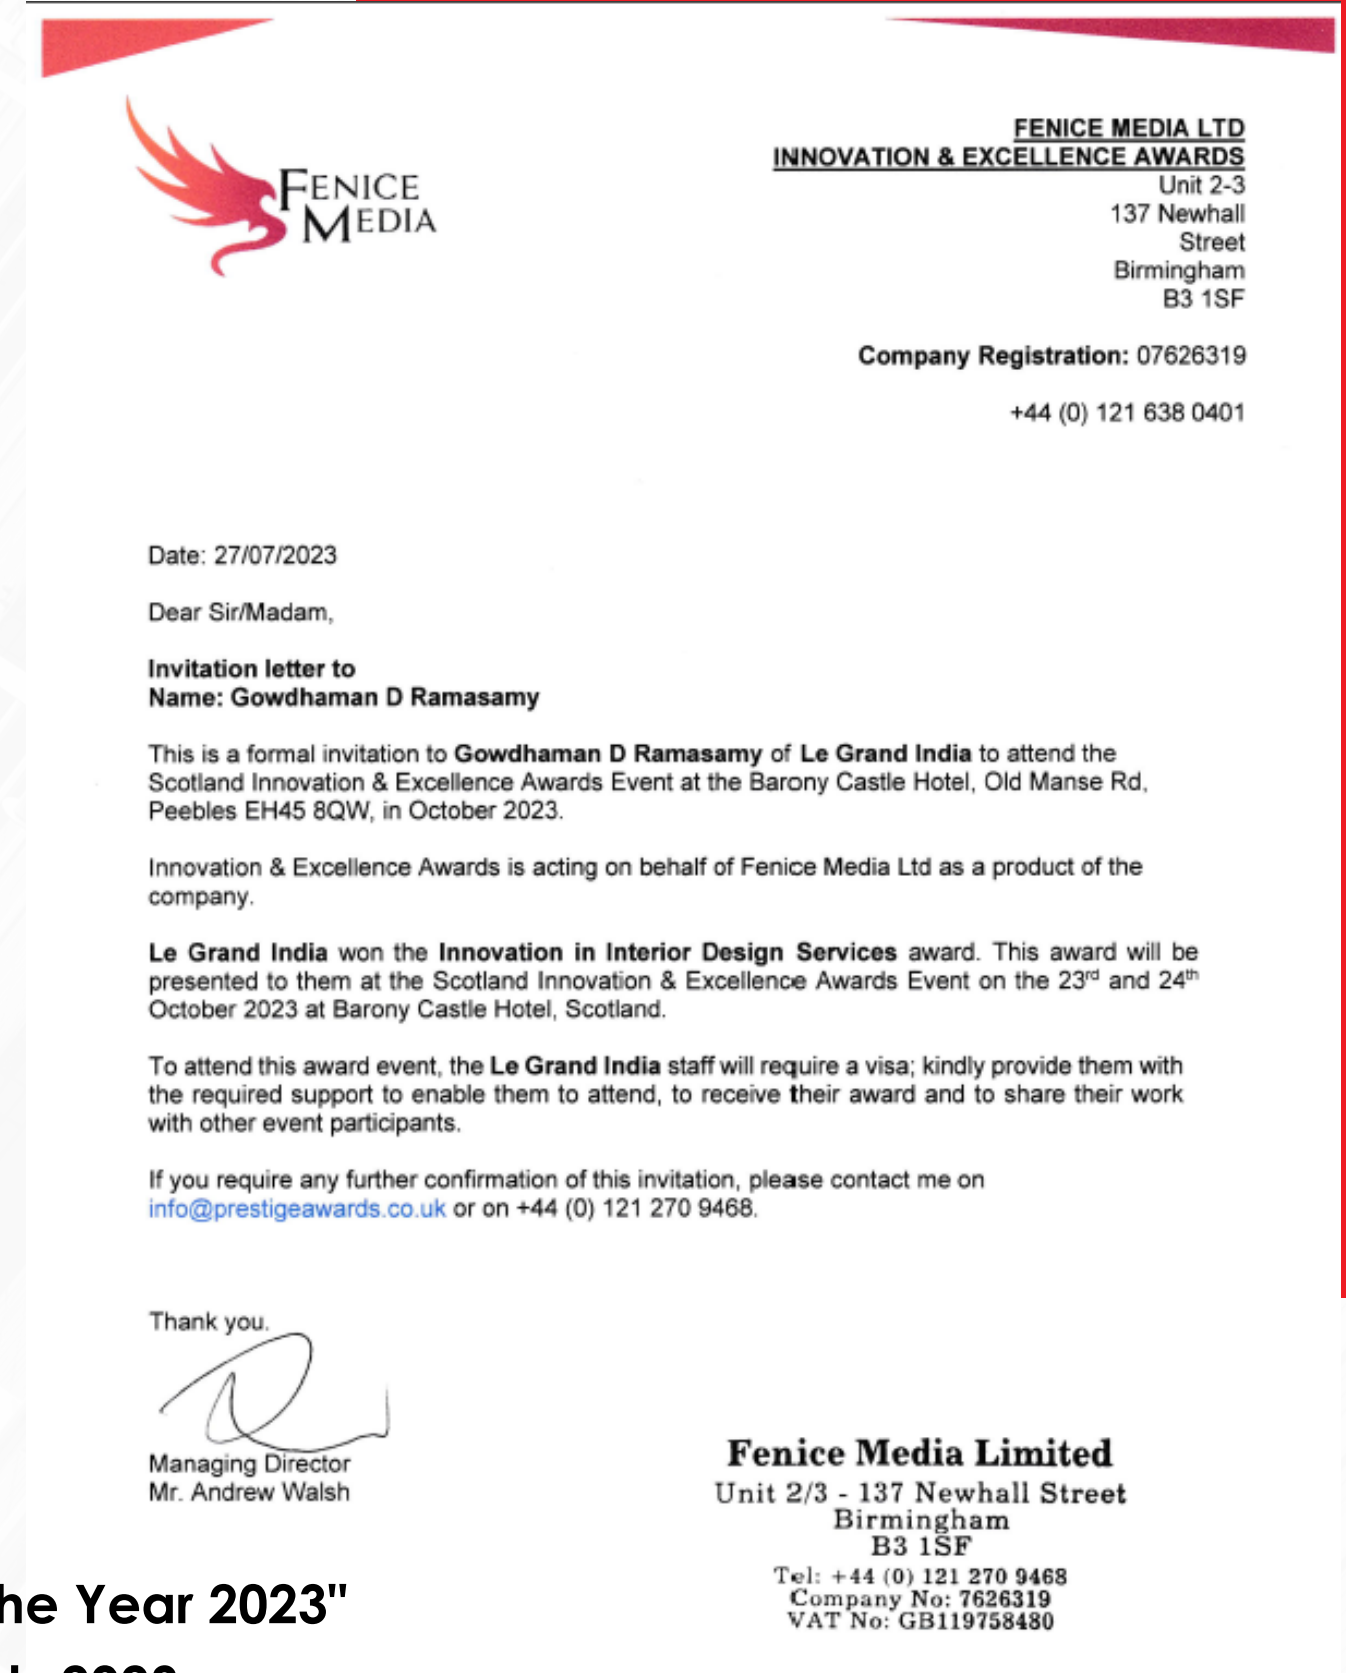 FENICE
MEDIA
FENICE MEDIA LTD
INNOVATION & EXCELLENCE AWARDS
Unit 2-3
137 Newhall
Street
Birmingham
B3 1SF
Company Registration: 07626319
+44 (0) 121 638 0401
Date: 27/07/2023
Dear Sir/Madam,
Invitation letter to
Name: Gowdhaman D Ramasamy
This is a formal invitation to Gowdhaman D Ramasamy of Le Grand India to attend the
Scotland Innovation & Excellence Awards Event at the Barony Castle Hotel, Old Manse Rd,
Peebles EH45 8QW, in October 2023.
Innovation & Excellence Awards is acting on behalf of Fenice Media Ltd as a product of the
company.
Le Grand India won the Innovation in Interior Design Services award. This award will be
presented to them at the Scotland Innovation & Excellence Awards Event on the 23rd and 24th
October 2023 at Barony Castle Hotel, Scotland.
To attend this award event, the Le Grand India staff will require a visa; kindly provide them with
the required support to enable them to attend, to receive their award and to share their work
with other event participants.
If you require any further confirmation of this invitation, please contact me on
info@prestigeawards.co.uk or on +44 (0) 121 270 9468.
Thank you.
Managing Director
Mr. Andrew Walsh
Fenice Media Limited
Unit 2/3 - 137 Newhall Street
Birmingham
B3 1SF
Tel: +44 (0) 121 270 9468
Company No: 7626319
VAT No: GB119758480
he Year 2023"